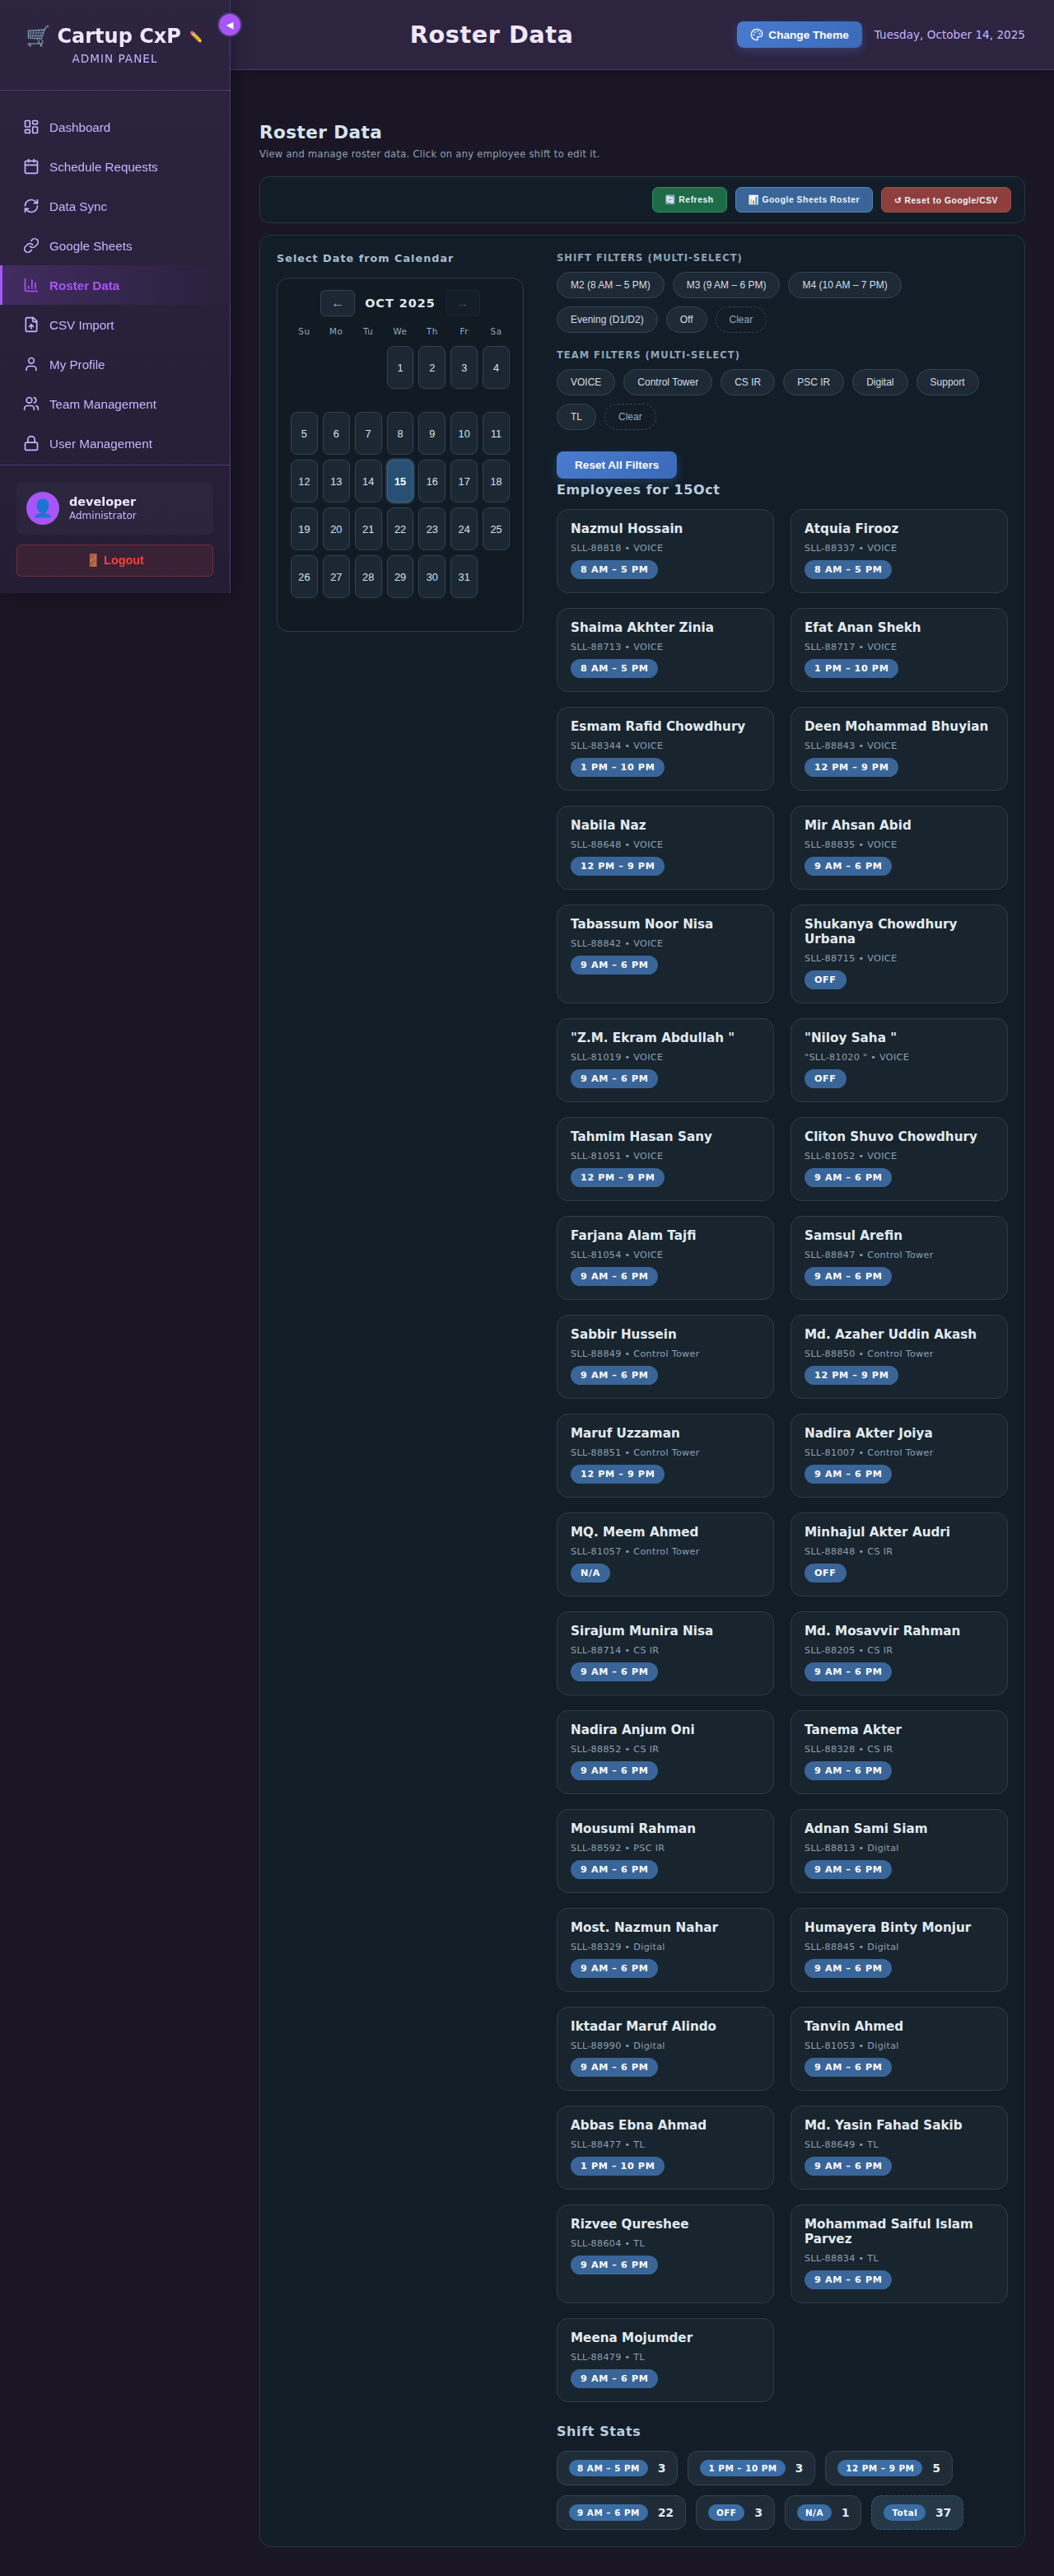 Cartup CxP
ADMIN PANEL
Dashboard
Schedule Requests
Data Sync
Google Sheets
Roster Data
CSV Import
My Profile
Team Management
User Management
developer
Administrator
Logout
Roster Data
Change Theme
Tuesday, October 14, 2025
Roster Data
View and manage roster data. Click on any employee shift to edit it.
Refresh
Google Sheets Roster
↺ Reset to Google/CSV
Select Date from Calendar
← OCT 2025 →
Su Mo Tu We Th Fr Sa
1 2 3 4
5 6 7 8 9 10 11
12 13 14 15 16 17 18
19 20 21 22 23 24 25
26 27 28 29 30 31
SHIFT FILTERS (MULTI-SELECT)
M2 (8 AM – 5 PM) M3 (9 AM – 6 PM) M4 (10 AM – 7 PM)
Evening (D1/D2) Off Clear
TEAM FILTERS (MULTI-SELECT)
VOICE Control Tower CS IR PSC IR Digital Support
TL Clear
Reset All Filters
Employees for 15Oct
Nazmul Hossain
SLL-88818 • VOICE
8 AM – 5 PM
Atquia Firooz
SLL-88337 • VOICE
8 AM – 5 PM
Shaima Akhter Zinia
SLL-88713 • VOICE
8 AM – 5 PM
Efat Anan Shekh
SLL-88717 • VOICE
1 PM – 10 PM
Esmam Rafid Chowdhury
SLL-88344 • VOICE
1 PM – 10 PM
Deen Mohammad Bhuyian
SLL-88843 • VOICE
12 PM – 9 PM
Nabila Naz
SLL-88648 • VOICE
12 PM – 9 PM
Mir Ahsan Abid
SLL-88835 • VOICE
9 AM – 6 PM
Tabassum Noor Nisa
SLL-88842 • VOICE
9 AM – 6 PM
Shukanya Chowdhury
Urbana
SLL-88715 • VOICE
OFF
"Z.M. Ekram Abdullah "
SLL-81019 • VOICE
9 AM – 6 PM
"Niloy Saha "
"SLL-81020 " • VOICE
OFF
Tahmim Hasan Sany
SLL-81051 • VOICE
12 PM – 9 PM
Cliton Shuvo Chowdhury
SLL-81052 • VOICE
9 AM – 6 PM
Farjana Alam Tajfi
SLL-81054 • VOICE
9 AM – 6 PM
Samsul Arefin
SLL-88847 • Control Tower
9 AM – 6 PM
Sabbir Hussein
SLL-88849 • Control Tower
9 AM – 6 PM
Md. Azaher Uddin Akash
SLL-88850 • Control Tower
12 PM – 9 PM
Maruf Uzzaman
SLL-88851 • Control Tower
12 PM – 9 PM
Nadira Akter Joiya
SLL-81007 • Control Tower
9 AM – 6 PM
MQ. Meem Ahmed
SLL-81057 • Control Tower
N/A
Minhajul Akter Audri
SLL-88848 • CS IR
OFF
Sirajum Munira Nisa
SLL-88714 • CS IR
9 AM – 6 PM
Md. Mosavvir Rahman
SLL-88205 • CS IR
9 AM – 6 PM
Nadira Anjum Oni
SLL-88852 • CS IR
9 AM – 6 PM
Tanema Akter
SLL-88328 • CS IR
9 AM – 6 PM
Mousumi Rahman
SLL-88592 • PSC IR
9 AM – 6 PM
Adnan Sami Siam
SLL-88813 • Digital
9 AM – 6 PM
Most. Nazmun Nahar
SLL-88329 • Digital
9 AM – 6 PM
Humayera Binty Monjur
SLL-88845 • Digital
9 AM – 6 PM
Iktadar Maruf Alindo
SLL-88990 • Digital
9 AM – 6 PM
Tanvin Ahmed
SLL-81053 • Digital
9 AM – 6 PM
Abbas Ebna Ahmad
SLL-88477 • TL
1 PM – 10 PM
Md. Yasin Fahad Sakib
SLL-88649 • TL
9 AM – 6 PM
Rizvee Qureshee
SLL-88604 • TL
9 AM – 6 PM
Mohammad Saiful Islam
Parvez
SLL-88834 • TL
9 AM – 6 PM
Meena Mojumder
SLL-88479 • TL
9 AM – 6 PM
Shift Stats
8 AM – 5 PM 3 1 PM – 10 PM 3 12 PM – 9 PM 5
9 AM – 6 PM 22 OFF 3 N/A 1 Total 37